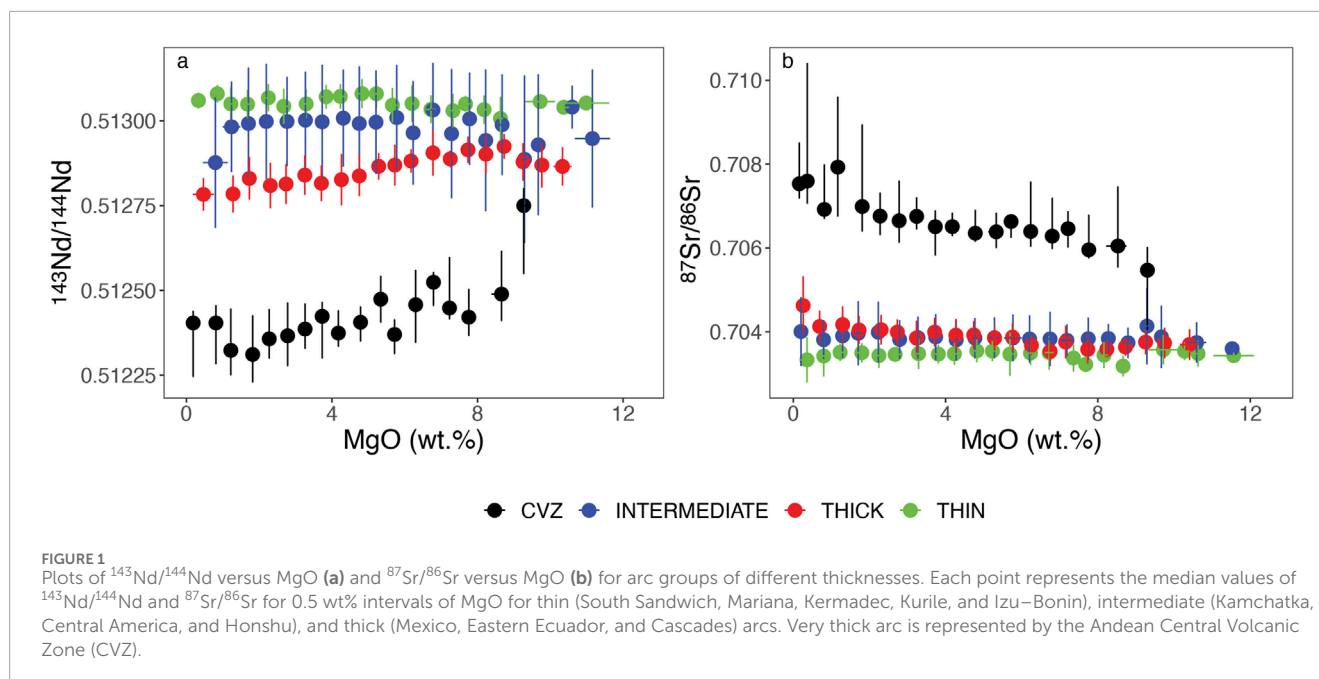 a
0.51300
0.51275
0.51250
0.51225
¹⁴³Nd/¹⁴⁴Nd
0 4 8 12
MgO (wt.%)
b
0.710
0.708
0.706
0.704
⁸⁷Sr/⁸⁶Sr
0 4 8 12
MgO (wt.%)
CVZ INTERMEDIATE THICK THIN
FIGURE 1
Plots of ¹⁴³Nd/¹⁴⁴Nd versus MgO (a) and ⁸⁷Sr/⁸⁶Sr versus MgO (b) for arc groups of different thicknesses. Each point represents the median values of
¹⁴³Nd/¹⁴⁴Nd and ⁸⁷Sr/⁸⁶Sr for 0.5 wt% intervals of MgO for thin (South Sandwich, Mariana, Kermadec, Kurile, and Izu–Bonin), intermediate (Kamchatka,
Central America, and Honshu), and thick (Mexico, Eastern Ecuador, and Cascades) arcs. Very thick arc is represented by the Andean Central Volcanic
Zone (CVZ).